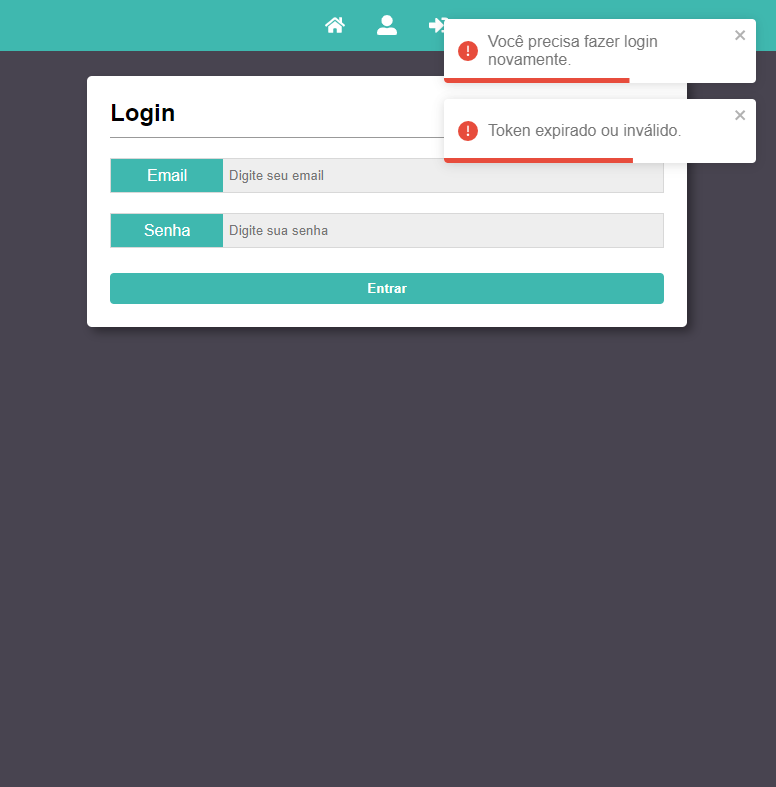 Você precisa fazer login
novamente.
Token expirado ou inválido.
Login
Email
Digite seu email
Senha
Digite sua senha
Entrar